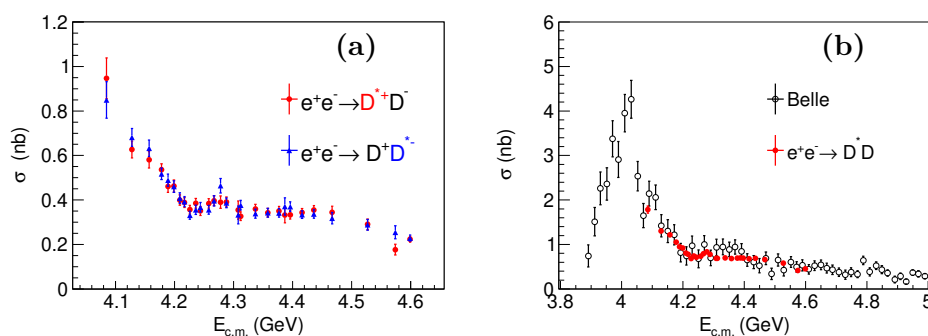 (a)
e⁺e⁻→D*⁺D⁻
e⁺e⁻→ D⁺D*⁻
σ (nb)
1.2
1
0.8
0.6
0.4
0.2
0
4.1 4.2 4.3 4.4 4.5 4.6
E_c.m. (GeV)
(b)
Belle
e⁺e⁻→ D*D
σ (nb)
6
5
4
3
2
1
0
3.8 4 4.2 4.4 4.6 4.8 5
E_c.m. (GeV)